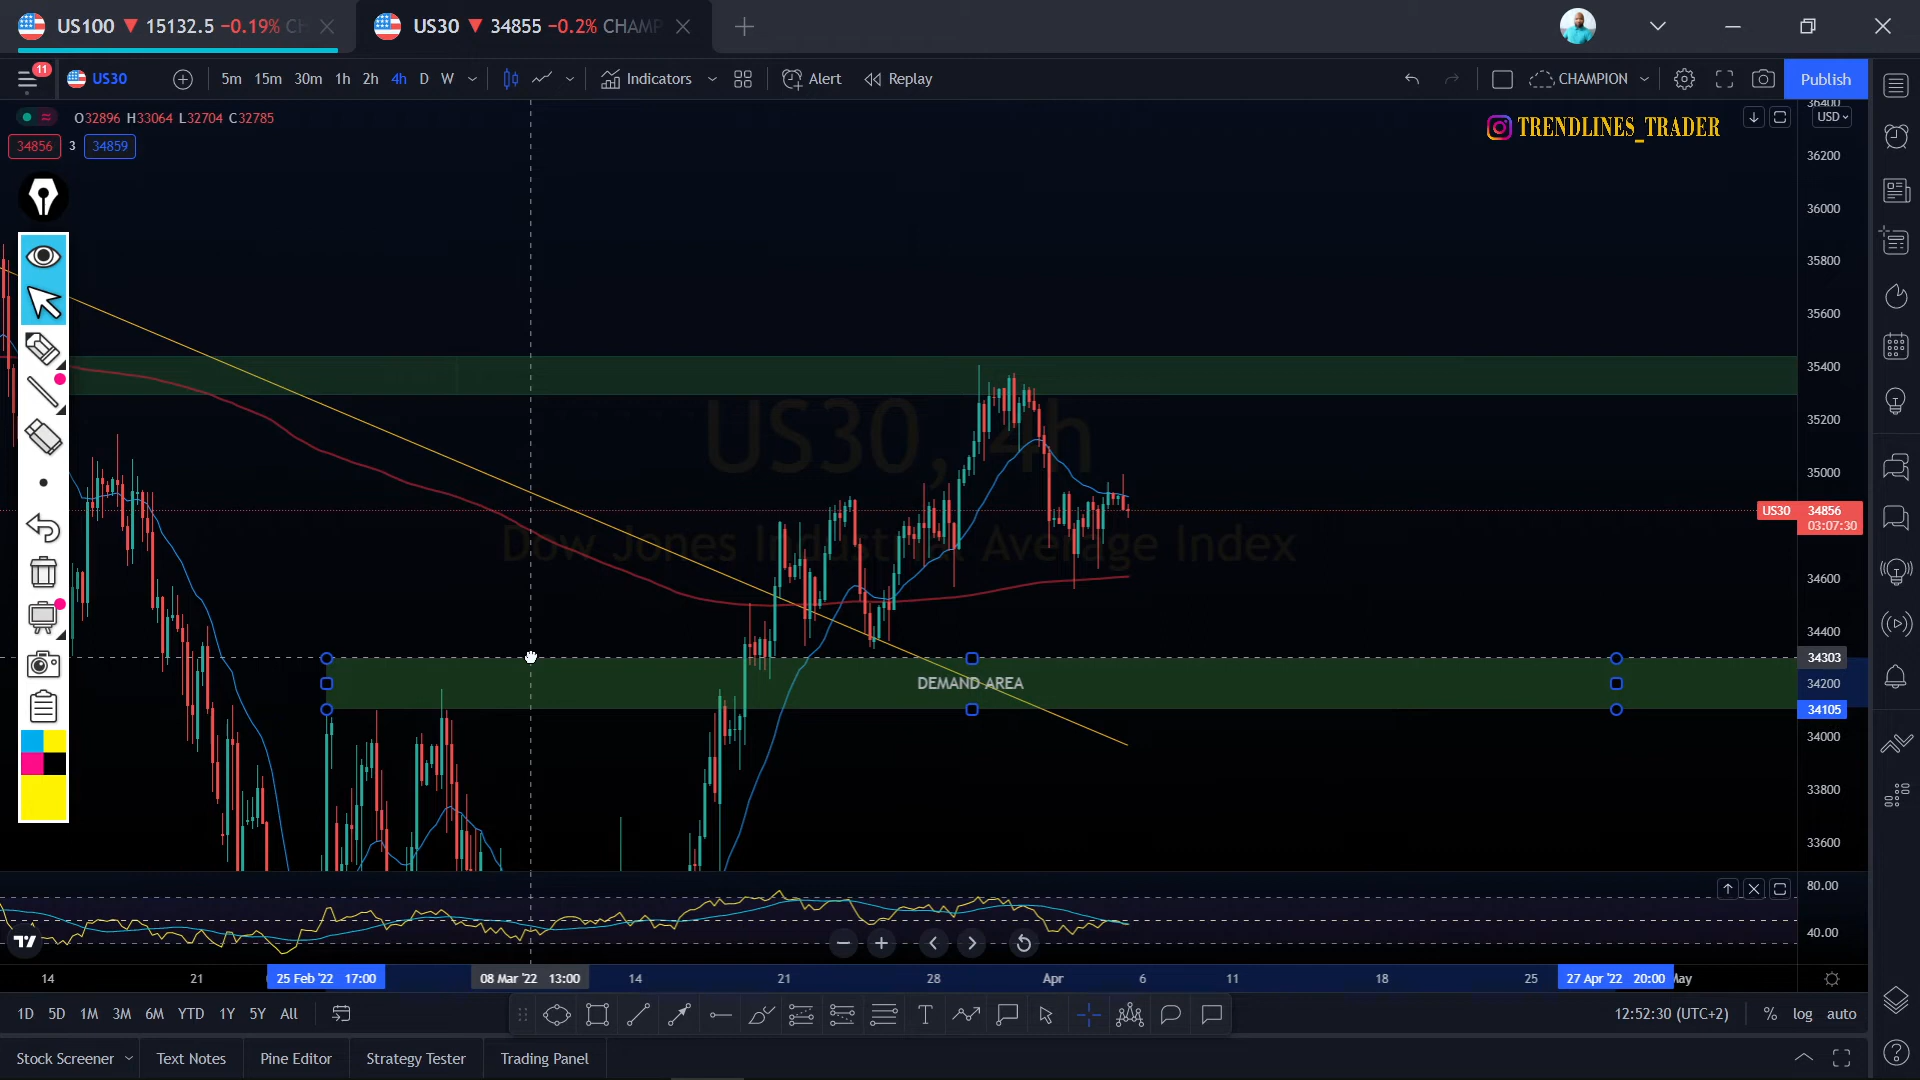 US100 ▼ 15132.5 −0.19% CH
US30 ▼ 34855 −0.2% CHAMP
11
US30
5m 15m 30m 1h 2h 4h D W
Indicators
Alert
Replay
CHAMPION
Publish
O32896 H33064 L32704 C32785
34856 3 34859
TRENDLINES_TRADER
USD
36400
36200
36000
35800
35600
35400
35200
35000
US30 34856
03:07:30
34600
34400
34303
34200
34105
34000
33800
33600
US30, 4h
Dow Jones Industrial Average Index
DEMAND AREA
80.00
40.00
14 21 25 Feb '22 17:00 08 Mar '22 13:00 14 21 28 Apr 6 11 18 25 27 Apr '22 20:00 May
1D 5D 1M 3M 6M YTD 1Y 5Y All
T
12:52:30 (UTC+2) % log auto
Stock Screener Text Notes Pine Editor Strategy Tester Trading Panel